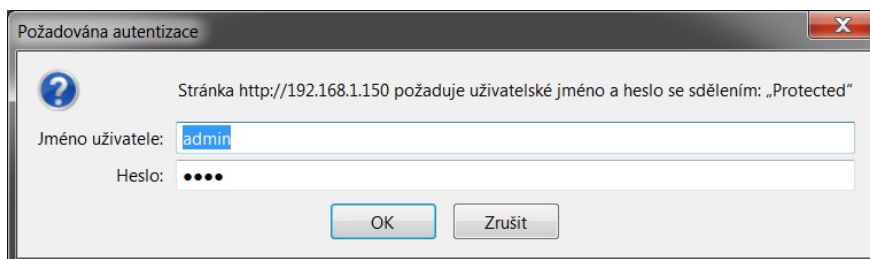 Požadována autentizace
Stránka http://192.168.1.150 požaduje uživatelské jméno a heslo se sdělením: „Protected“
Jméno uživatele: admin
Heslo: ••••
OK Zrušit